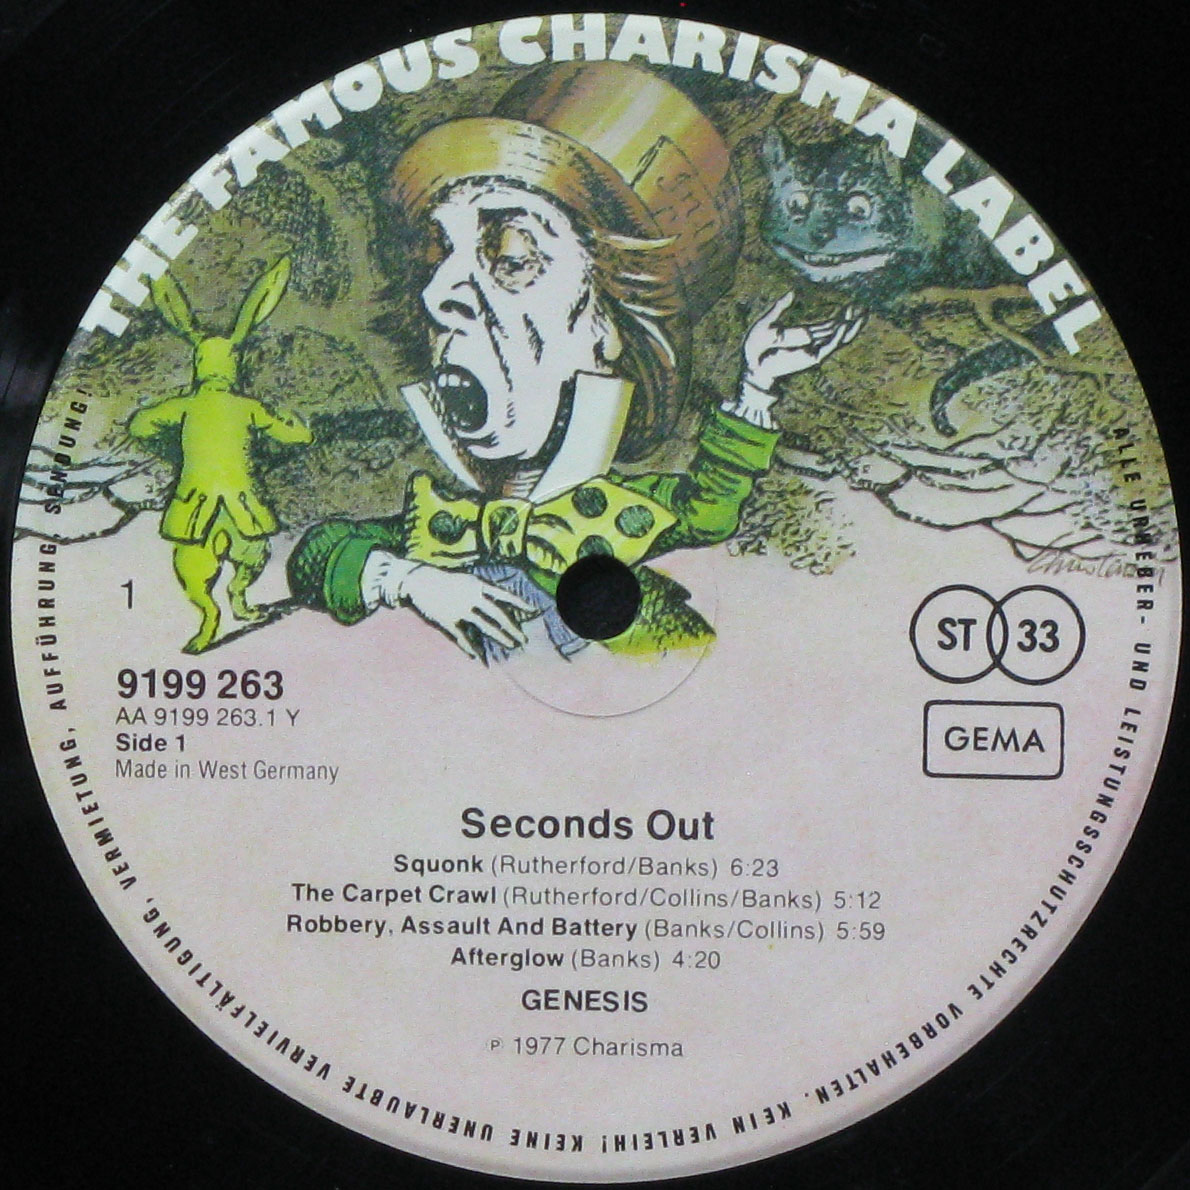 THE FAMOUS CHARISMA LABEL
1
9199 263
AA 9199 263.1 Y
Side 1
Made in West Germany
ST 33
GEMA
Seconds Out
Squonk (Rutherford/Banks) 6:23
The Carpet Crawl (Rutherford/Collins/Banks) 5:12
Robbery, Assault And Battery (Banks/Collins) 5:59
Afterglow (Banks) 4:20
GENESIS
℗ 1977 Charisma
ALLE URHEBER- UND LEISTUNGSSCHUTZRECHTE VORBEHALTEN. KEIN VERLEIH! KEINE UNERLAUBTE VERVIELFÄLTIGUNG, VERMIETUNG, AUFFÜHRUNG, SENDUNG!